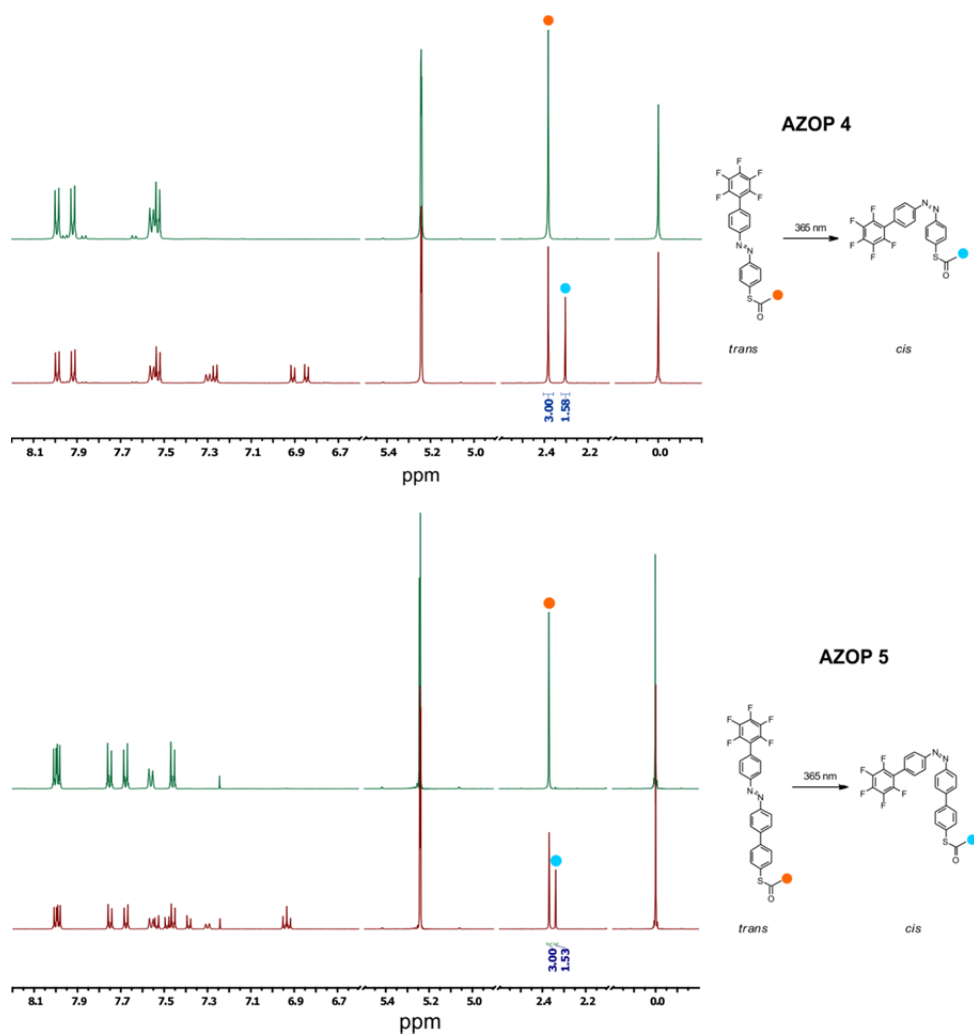 AZOP 4
F
F F
F F
N=N
S
O
trans
365 nm
F
F
F F
F
N=N
S
O
cis
3.00
1.58
8.1 7.9 7.7 7.5 7.3 7.1 6.9 6.7 5.4 5.2 5.0 2.4 2.2 0.0
ppm
AZOP 5
F
F F
F F
N=N
S
O
trans
365 nm
F
F
F F
F
N=N
S
O
cis
3.00
1.53
8.1 7.9 7.7 7.5 7.3 7.1 6.9 6.7 5.4 5.2 5.0 2.4 2.2 0.0
ppm